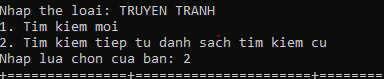 Nhap the loai: TRUYEN TRANH
1. Tim kiem moi
2. Tim kiem tiep tu danh sach tim kiem cu
Nhap lua chon cua ban: 2
+===============+=======================+========